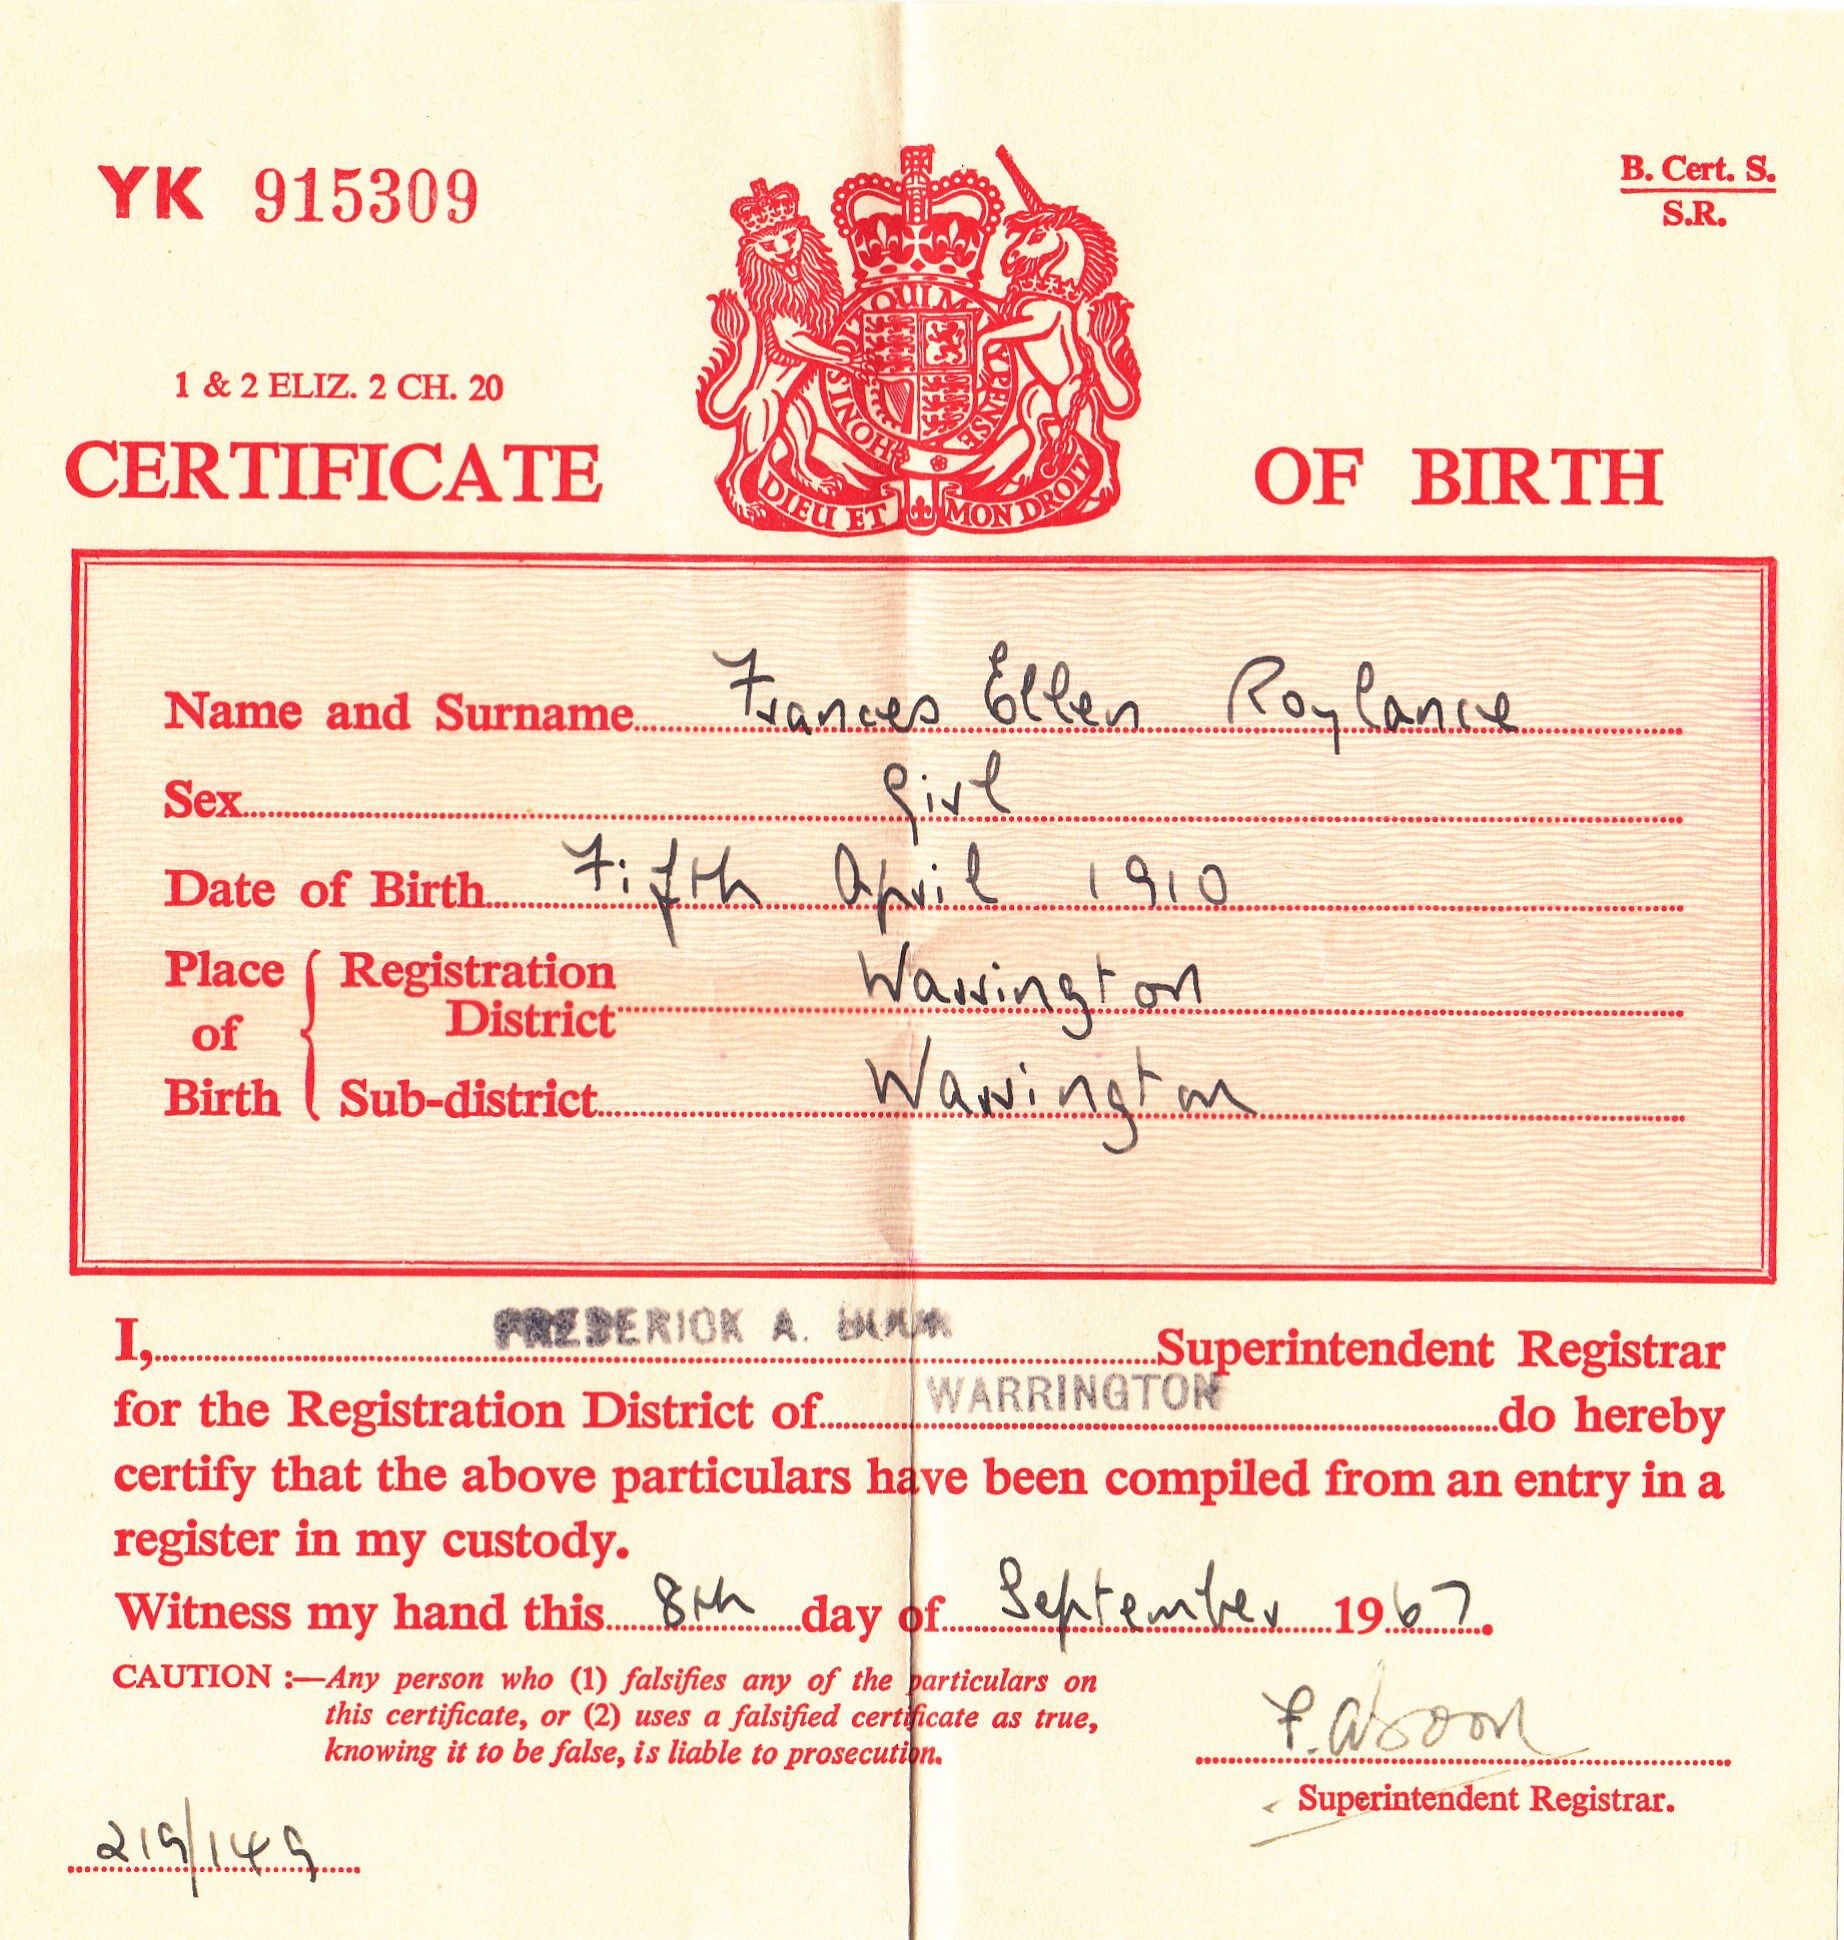 YK 915309
B. Cert. S.
S.R.
HONI SOIT QUI MAL Y PENSE
DIEU ET MON DROIT
1 & 2 ELIZ. 2 CH. 20
CERTIFICATE OF BIRTH
Name and Surname Frances Ellen Roylance
Sex Girl
Date of Birth Fifth April 1910
Place of Birth Registration District Warrington
Sub-district Warrington
I, FREDERICK A. Superintendent Registrar
for the Registration District of WARRINGTON do hereby
certify that the above particulars have been compiled from an entry in a
register in my custody.
Witness my hand this 8th day of September 1967.
CAUTION :—Any person who (1) falsifies any of the particulars on
this certificate, or (2) uses a falsified certificate as true,
knowing it to be false, is liable to prosecution.
Superintendent Registrar.
219/149